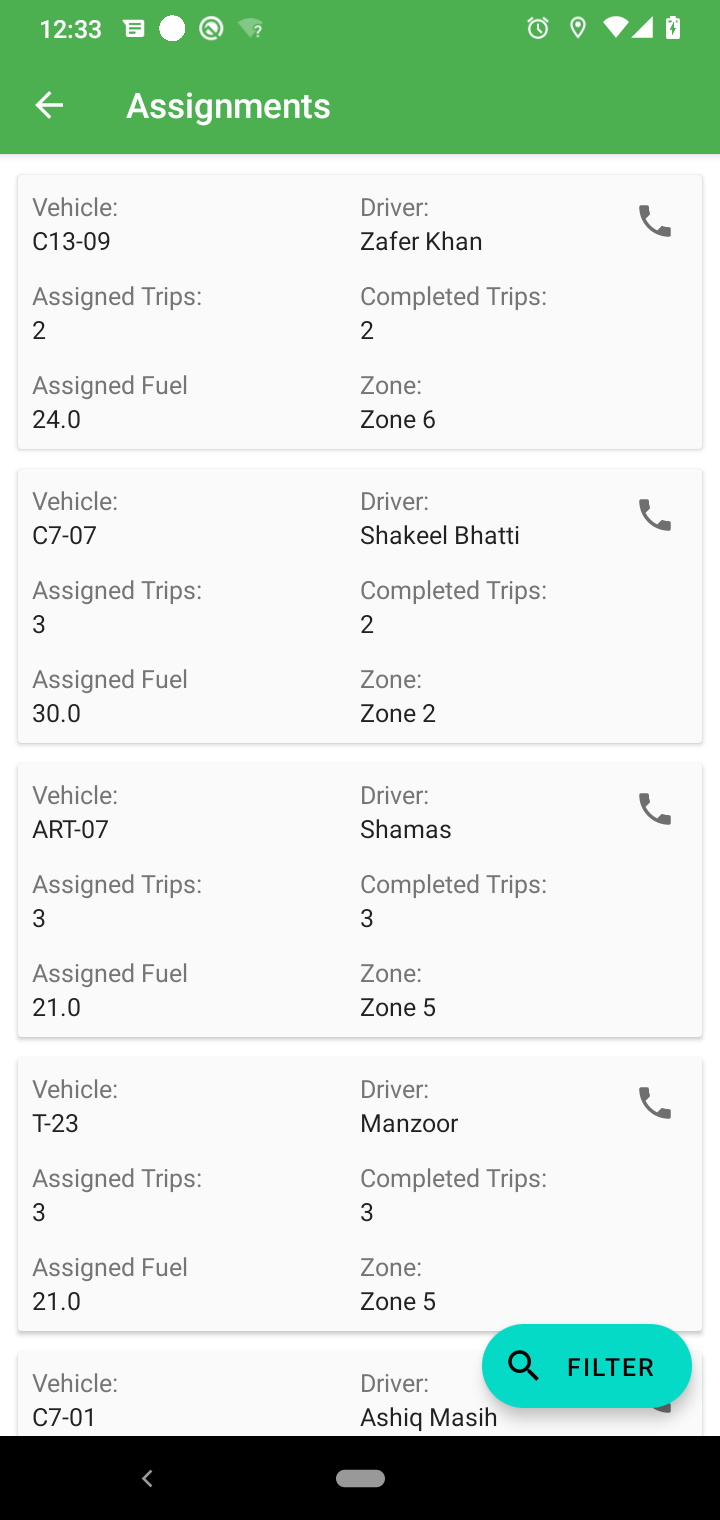 12:33
Assignments
Vehicle: Driver:
C13-09 Zafer Khan
Assigned Trips: Completed Trips:
2 2
Assigned Fuel Zone:
24.0 Zone 6
Vehicle: Driver:
C7-07 Shakeel Bhatti
Assigned Trips: Completed Trips:
3 2
Assigned Fuel Zone:
30.0 Zone 2
Vehicle: Driver:
ART-07 Shamas
Assigned Trips: Completed Trips:
3 3
Assigned Fuel Zone:
21.0 Zone 5
Vehicle: Driver:
T-23 Manzoor
Assigned Trips: Completed Trips:
3 3
Assigned Fuel Zone:
21.0 Zone 5
FILTER
Vehicle: Driver:
C7-01 Ashiq Masih